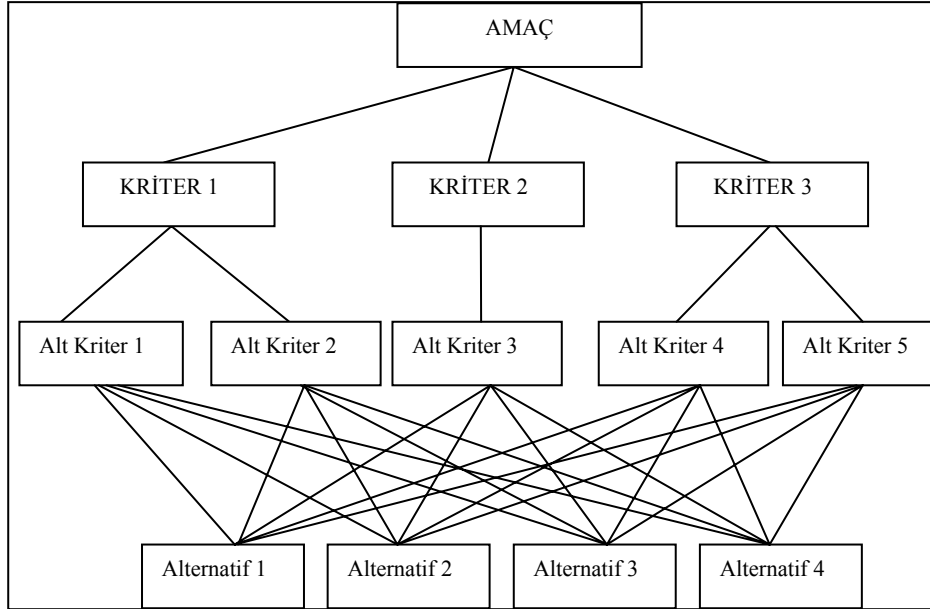 AMAÇ
KRİTER 1
KRİTER 2
KRİTER 3
Alt Kriter 1
Alt Kriter 2
Alt Kriter 3
Alt Kriter 4
Alt Kriter 5
Alternatif 1
Alternatif 2
Alternatif 3
Alternatif 4